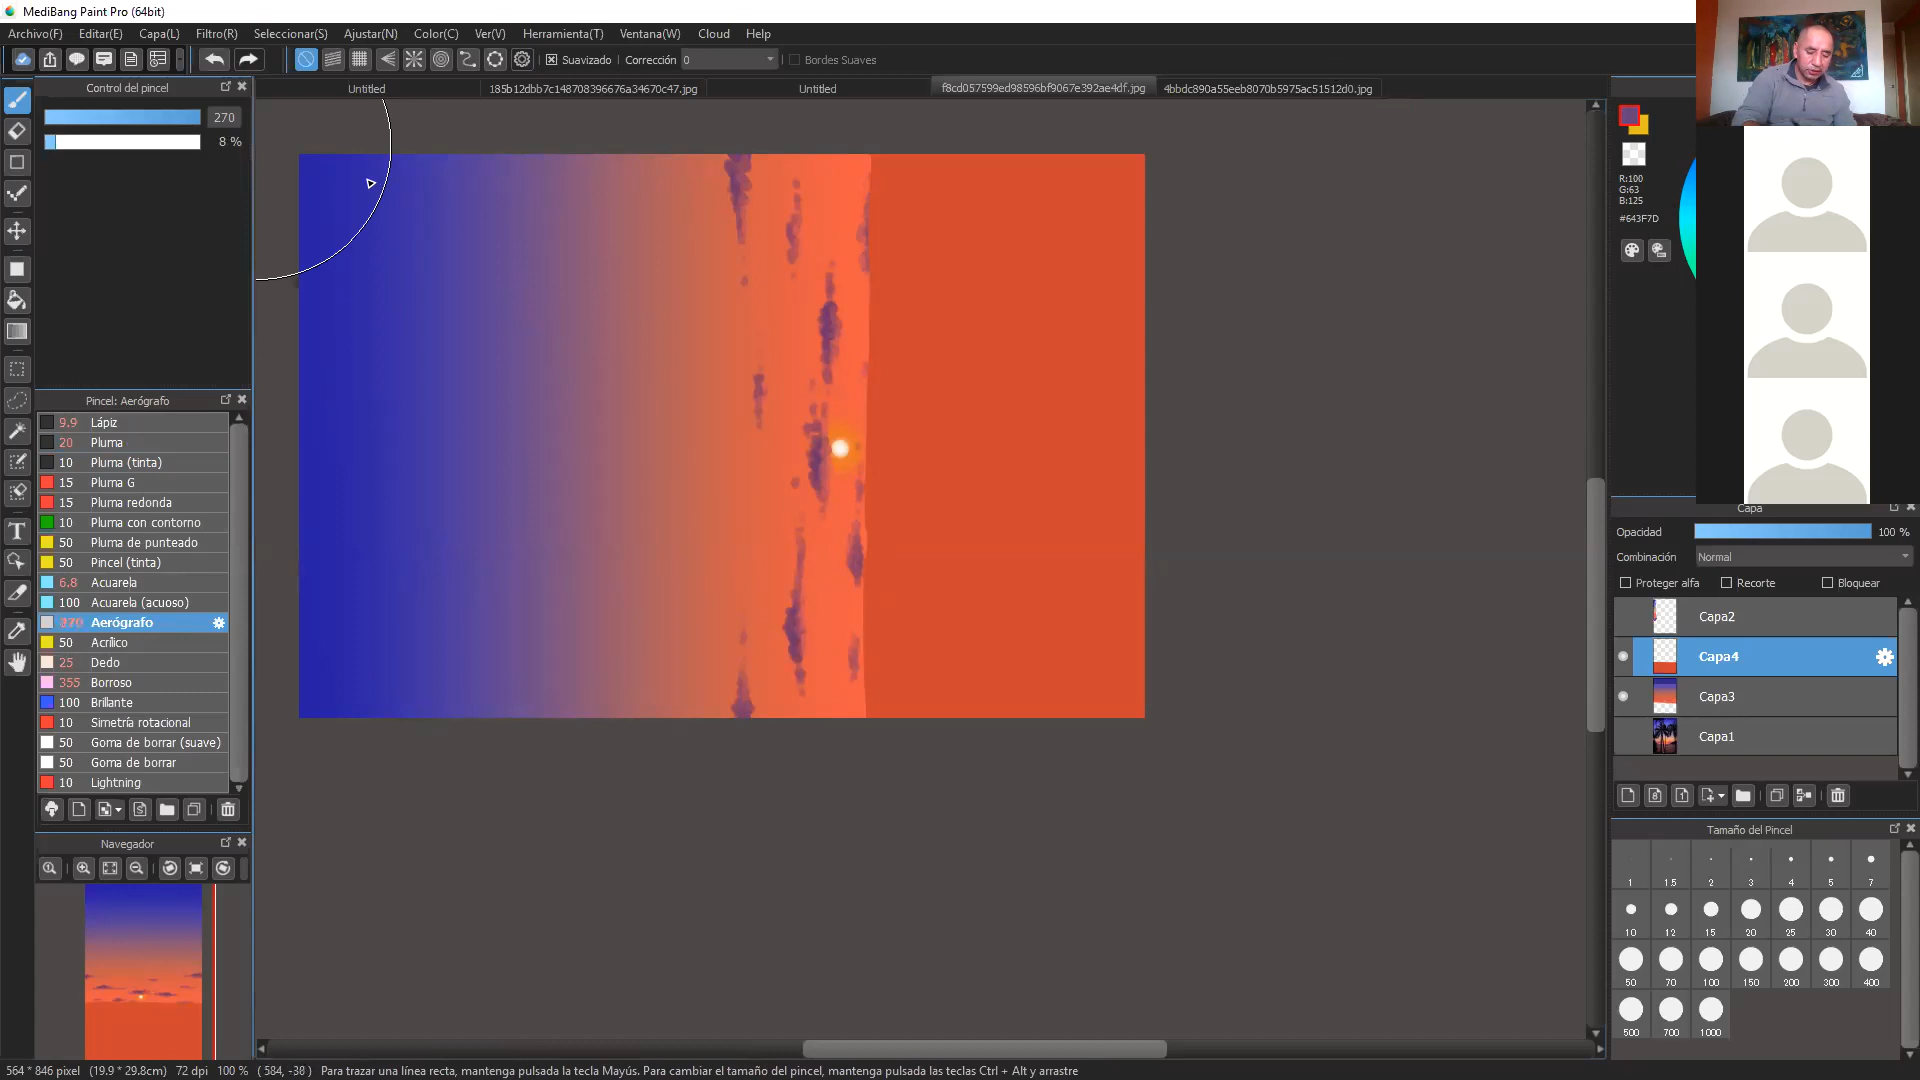 MediBang Paint Pro (64bit)
Archivo(F) Editar(E) Capa(L) Filtro(R) Seleccionar(S) Ajustar(N) Color(C) Ver(V) Herramienta(T) Ventana(W) Cloud Help
Suavizado Corrección 0 Bordes Suaves
Control del pincel
Untitled 185b12dbb7c148708396676a34670c47.jpg Untitled f8cd057599ed98596bf9067e392ae4df.jpg 4bbdc890a55eeb8070b5975ac51512d0.jpg
270
8 %
R:100
G:63
B:125
#643F7D
Pincel: Aerógrafo
9.9 Lápiz
20 Pluma
10 Pluma (tinta)
15 Pluma G
15 Pluma redonda
10 Pluma con contorno
50 Pluma de punteado
50 Pincel (tinta)
6.8 Acuarela
100 Acuarela (acuoso)
270 Aerógrafo
50 Acrílico
25 Dedo
355 Borroso
100 Brillante
10 Simetría rotacional
50 Goma de borrar (suave)
50 Goma de borrar
10 Lightning
Navegador
Capa
Opacidad 100 %
Combinación Normal
Proteger alfa Recorte Bloquear
Capa2
Capa4
Capa3
Capa1
Tamaño del Pincel
1 1.5 2 3 4 5 7
10 12 15 20 25 30 40
50 70 100 150 200 300 400
500 700 1000
564 * 846 pixel (19.9 * 29.8cm) 72 dpi 100 % ( 584, -38 ) Para trazar una línea recta, mantenga pulsada la tecla Mayús. Para cambiar el tamaño del pincel, mantenga pulsada las teclas Ctrl + Alt y arrastre